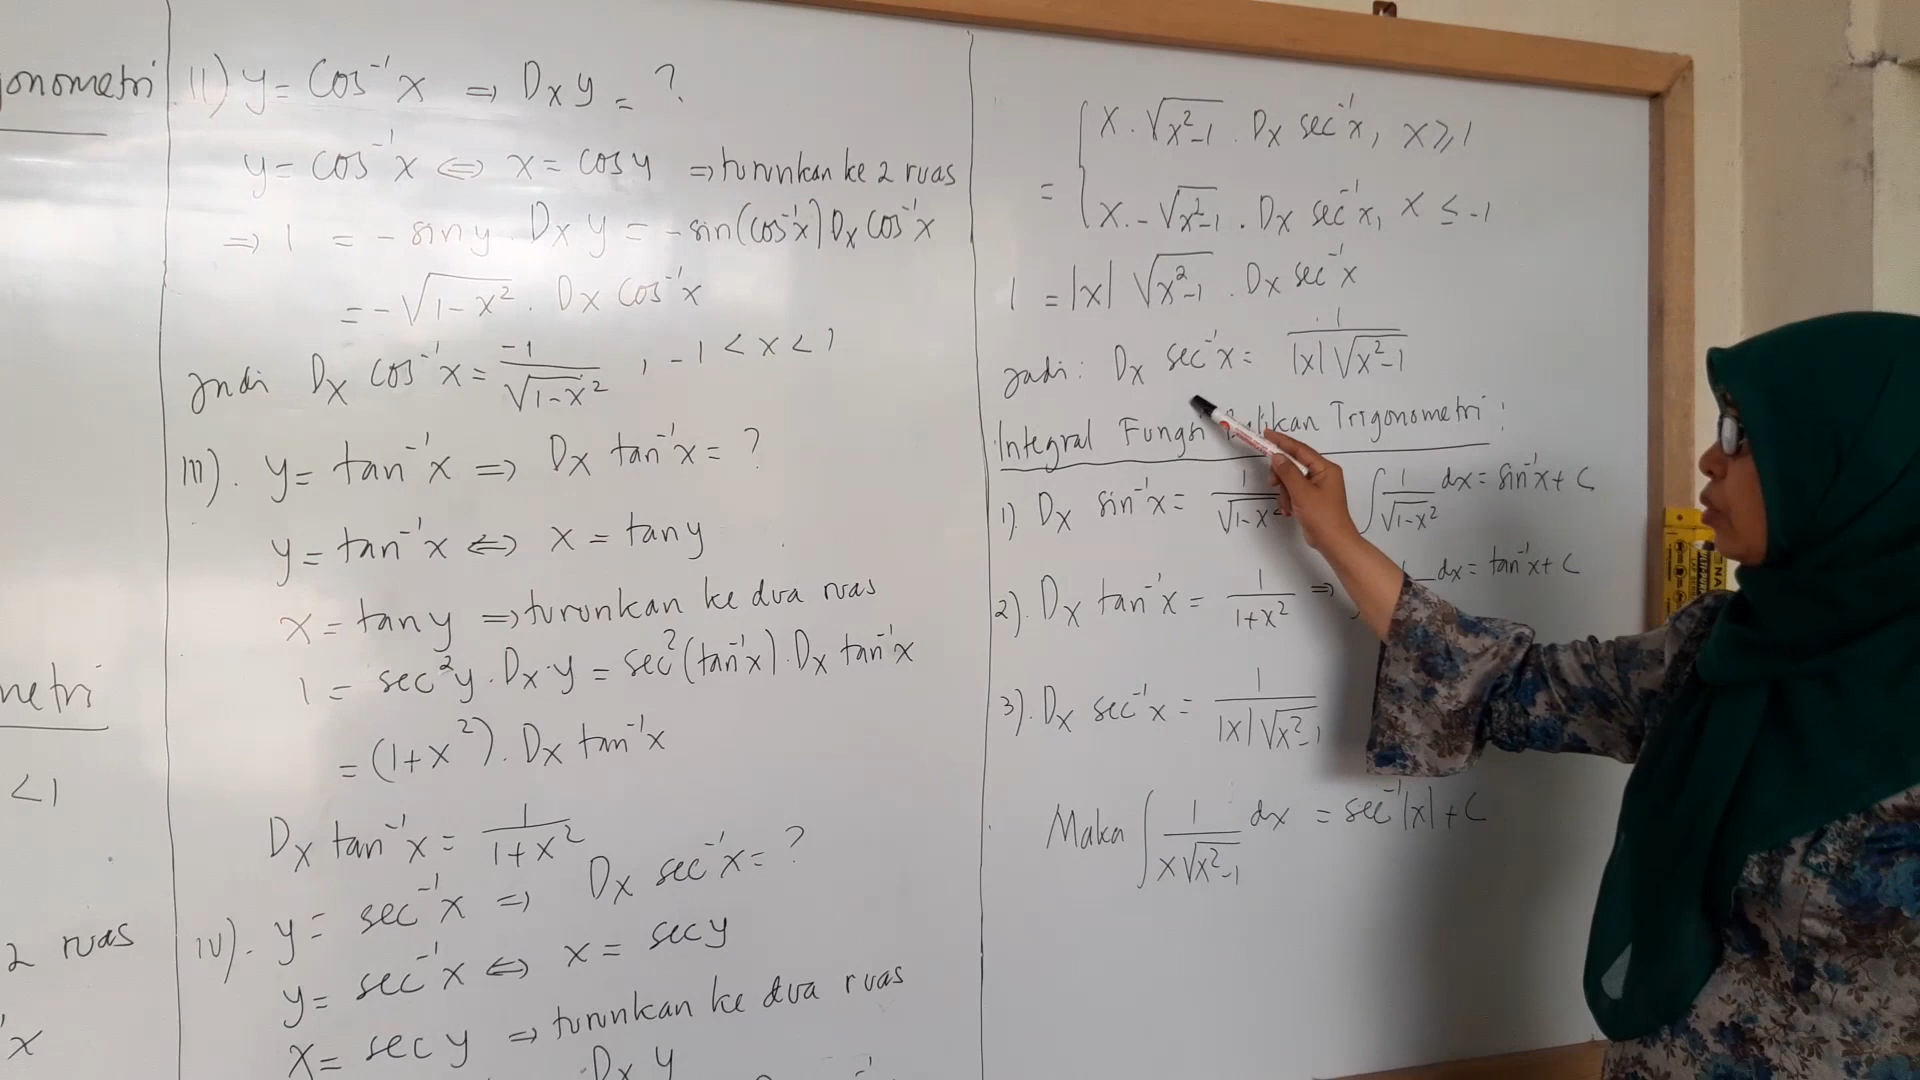 onometri
netri
<1
2 ruas
x
II) y = cos⁻¹x ⇒ Dx y = ?
y = cos⁻¹x ⇔ x = cos y ⇒ turunkan ke 2 ruas
⇒ 1 = - sin y . Dx y = - sin(cos⁻¹x) Dx cos⁻¹x
= - √(1-x²) . Dx cos⁻¹x
Jadi Dx cos⁻¹x = -1/√(1-x²) , -1 < x < 1
III). y = tan⁻¹x ⇒ Dx tan⁻¹x = ?
y = tan⁻¹x ⇔ x = tan y
x = tan y ⇒ turunkan ke dua ruas
1 = sec²y . Dx . y = sec²(tan⁻¹x) . Dx tan⁻¹x
= (1+x²) . Dx tan⁻¹x
Dx tan⁻¹x = 1/(1+x²)
IV). y = sec⁻¹x ⇒ Dx sec⁻¹x = ?
y = sec⁻¹x ⇔ x = sec y
x = sec y ⇒ turunkan ke dua ruas
Dx y
= { x . √(x²-1) . Dx sec⁻¹x, x ≥ 1
x . - √(x²-1) . Dx sec⁻¹x, x ≤ -1
1 = |x| √(x²-1) . Dx sec⁻¹x
Jadi : Dx sec⁻¹x = 1/(|x| √(x²-1))
Integral Fungsi Balikan Trigonometri :
1). Dx sin⁻¹x = 1/√(1-x²) ∫ 1/√(1-x²) dx = sin⁻¹x + C
2). Dx tan⁻¹x = 1/(1+x²) ⇒ dx = tan⁻¹x + C
3). Dx sec⁻¹x = 1/(|x| √(x²-1))
Maka ∫ 1/(x√(x²-1)) dx = sec⁻¹|x| + C